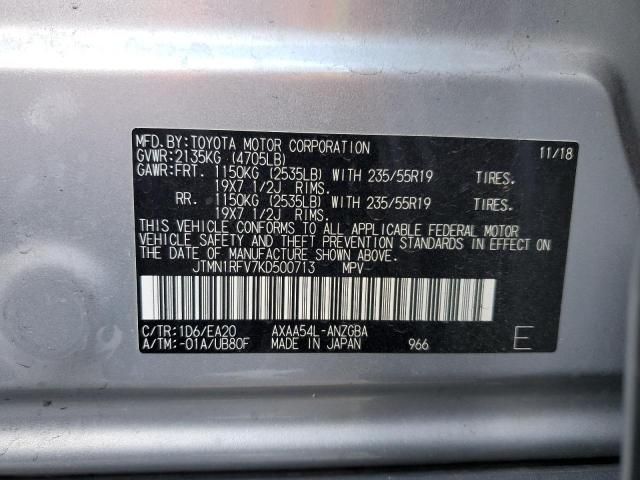 MFD.BY:TOYOTA MOTOR CORPORATION 11/18
GVWR:2135KG (4705LB)
GAWR:FRT. 1150KG (2535LB) WITH 235/55R19 TIRES.
19X7 1/2J RIMS.
RR. 1150KG (2535LB) WITH 235/55R19 TIRES.
19X7 1/2J RIMS.
THIS VEHICLE CONFORMS TO ALL APPLICABLE FEDERAL MOTOR
VEHICLE SAFETY AND THEFT PREVENTION STANDARDS IN EFFECT ON
THE DATE OF MANUFACTURE SHOWN ABOVE.
JTMN1RFV7KD500713 MPV
C/TR:1D6/EA20 AXAA54L-ANZGBA
A/TM:-01A/UB80F MADE IN JAPAN 966 E